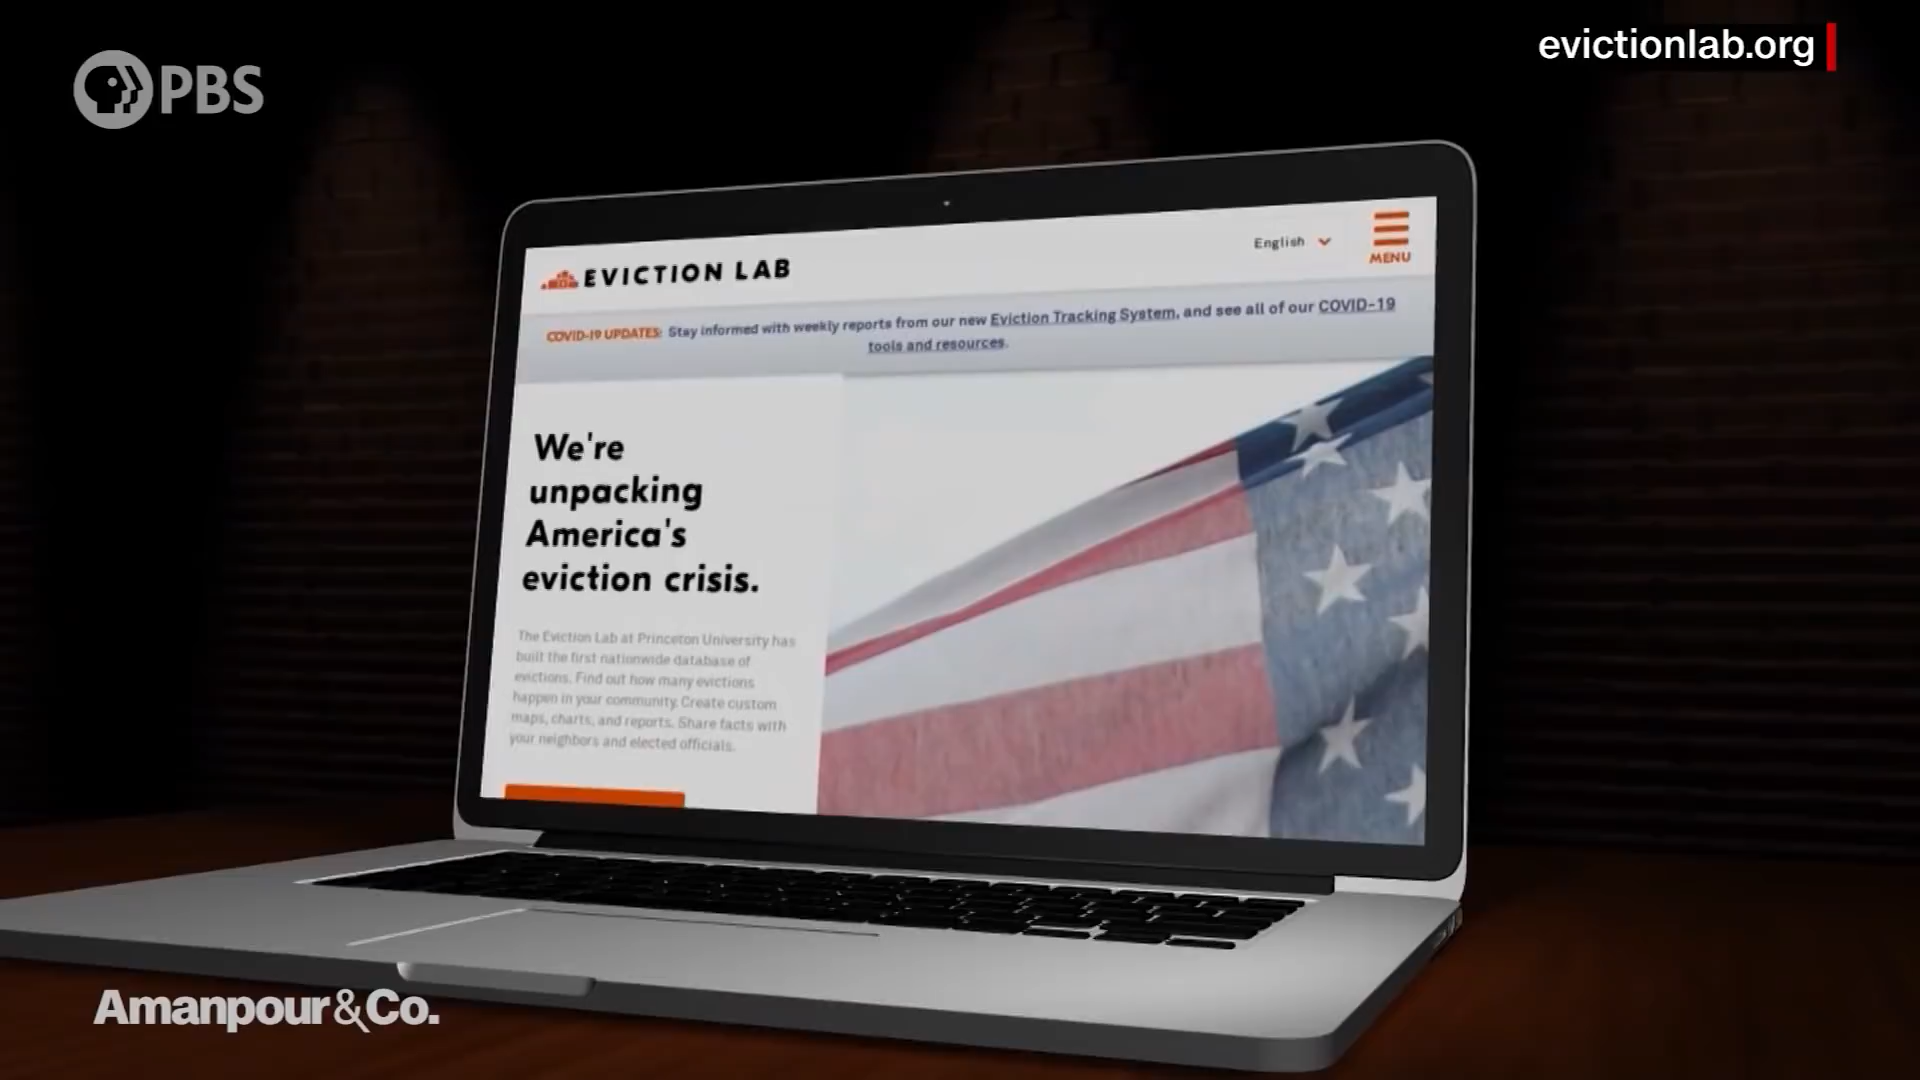 PBS
evictionlab.org
EVICTION LAB
English
MENU
COVID-19 UPDATES: Stay informed with weekly reports from our new Eviction Tracking System, and see all of our COVID-19
tools and resources.
We're
unpacking
America's
eviction crisis.
The Eviction Lab at Princeton University has
built the first nationwide database of
evictions. Find out how many evictions
happen in your community. Create custom
maps, charts, and reports. Share facts with
your neighbors and elected officials.
Amanpour&Co.